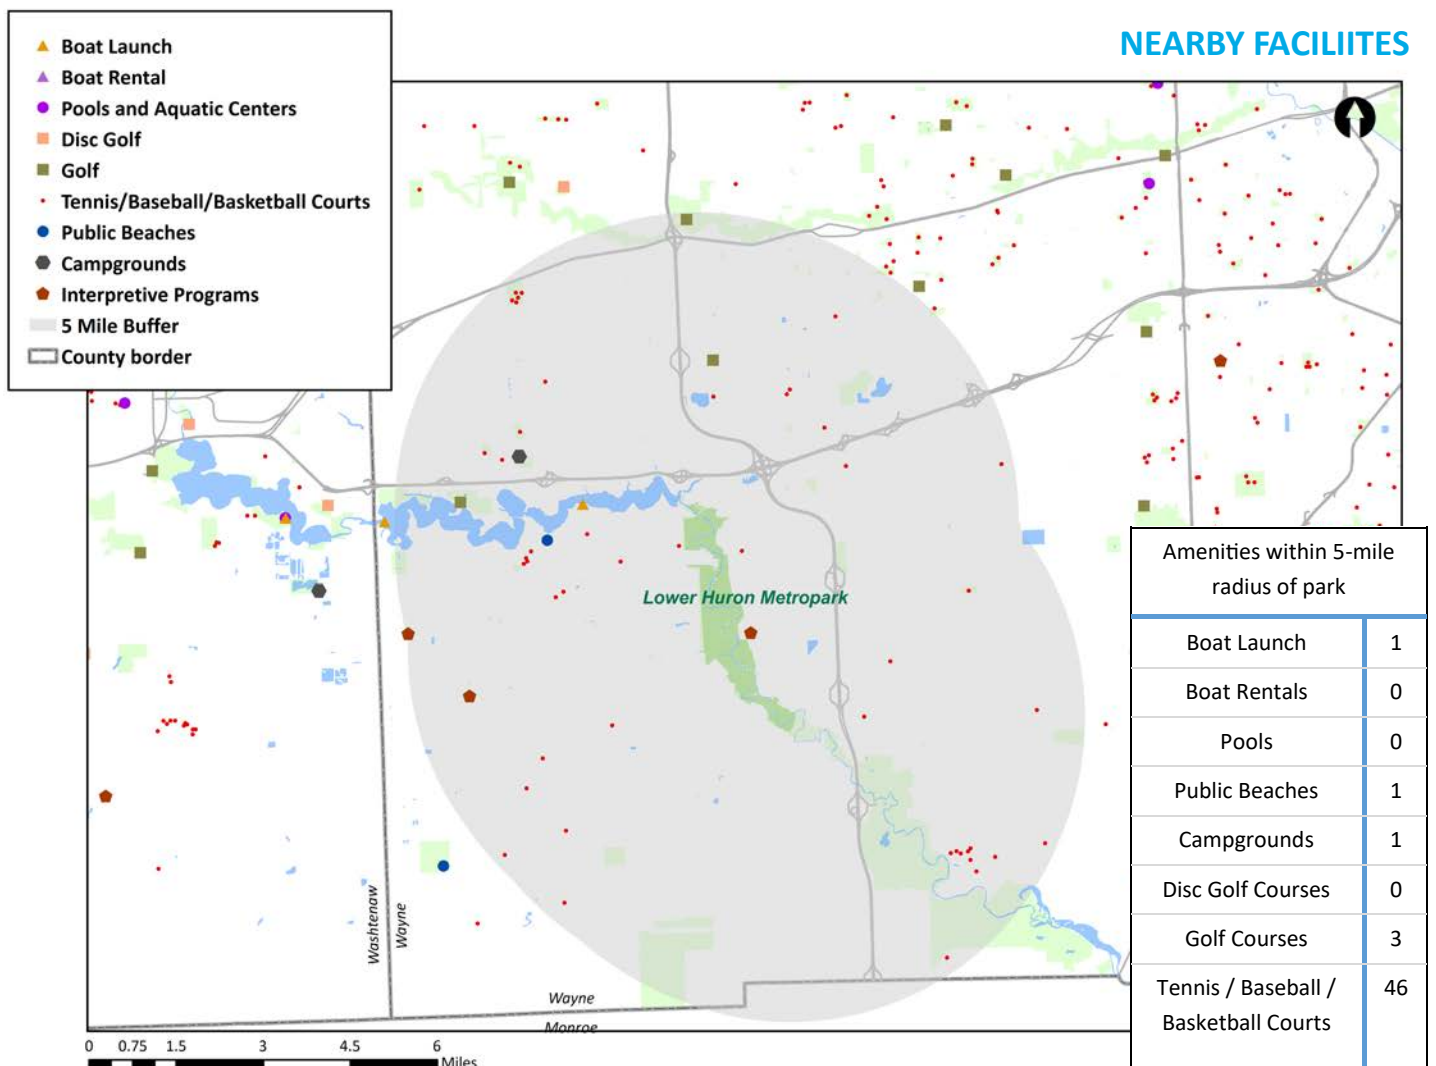 NEARBY FACILIITES
Boat Launch
Boat Rental
Pools and Aquatic Centers
Disc Golf
Golf
Tennis/Baseball/Basketball Courts
Public Beaches
Campgrounds
Interpretive Programs
5 Mile Buffer
County border
Lower Huron Metropark
Washtenaw
Wayne
Wayne
Monroe
0 0.75 1.5 3 4.5 6
Miles
Amenities within 5-mile
radius of park
Boat Launch 1
Boat Rentals 0
Pools 0
Public Beaches 1
Campgrounds 1
Disc Golf Courses 0
Golf Courses 3
Tennis / Baseball / 46
Basketball Courts